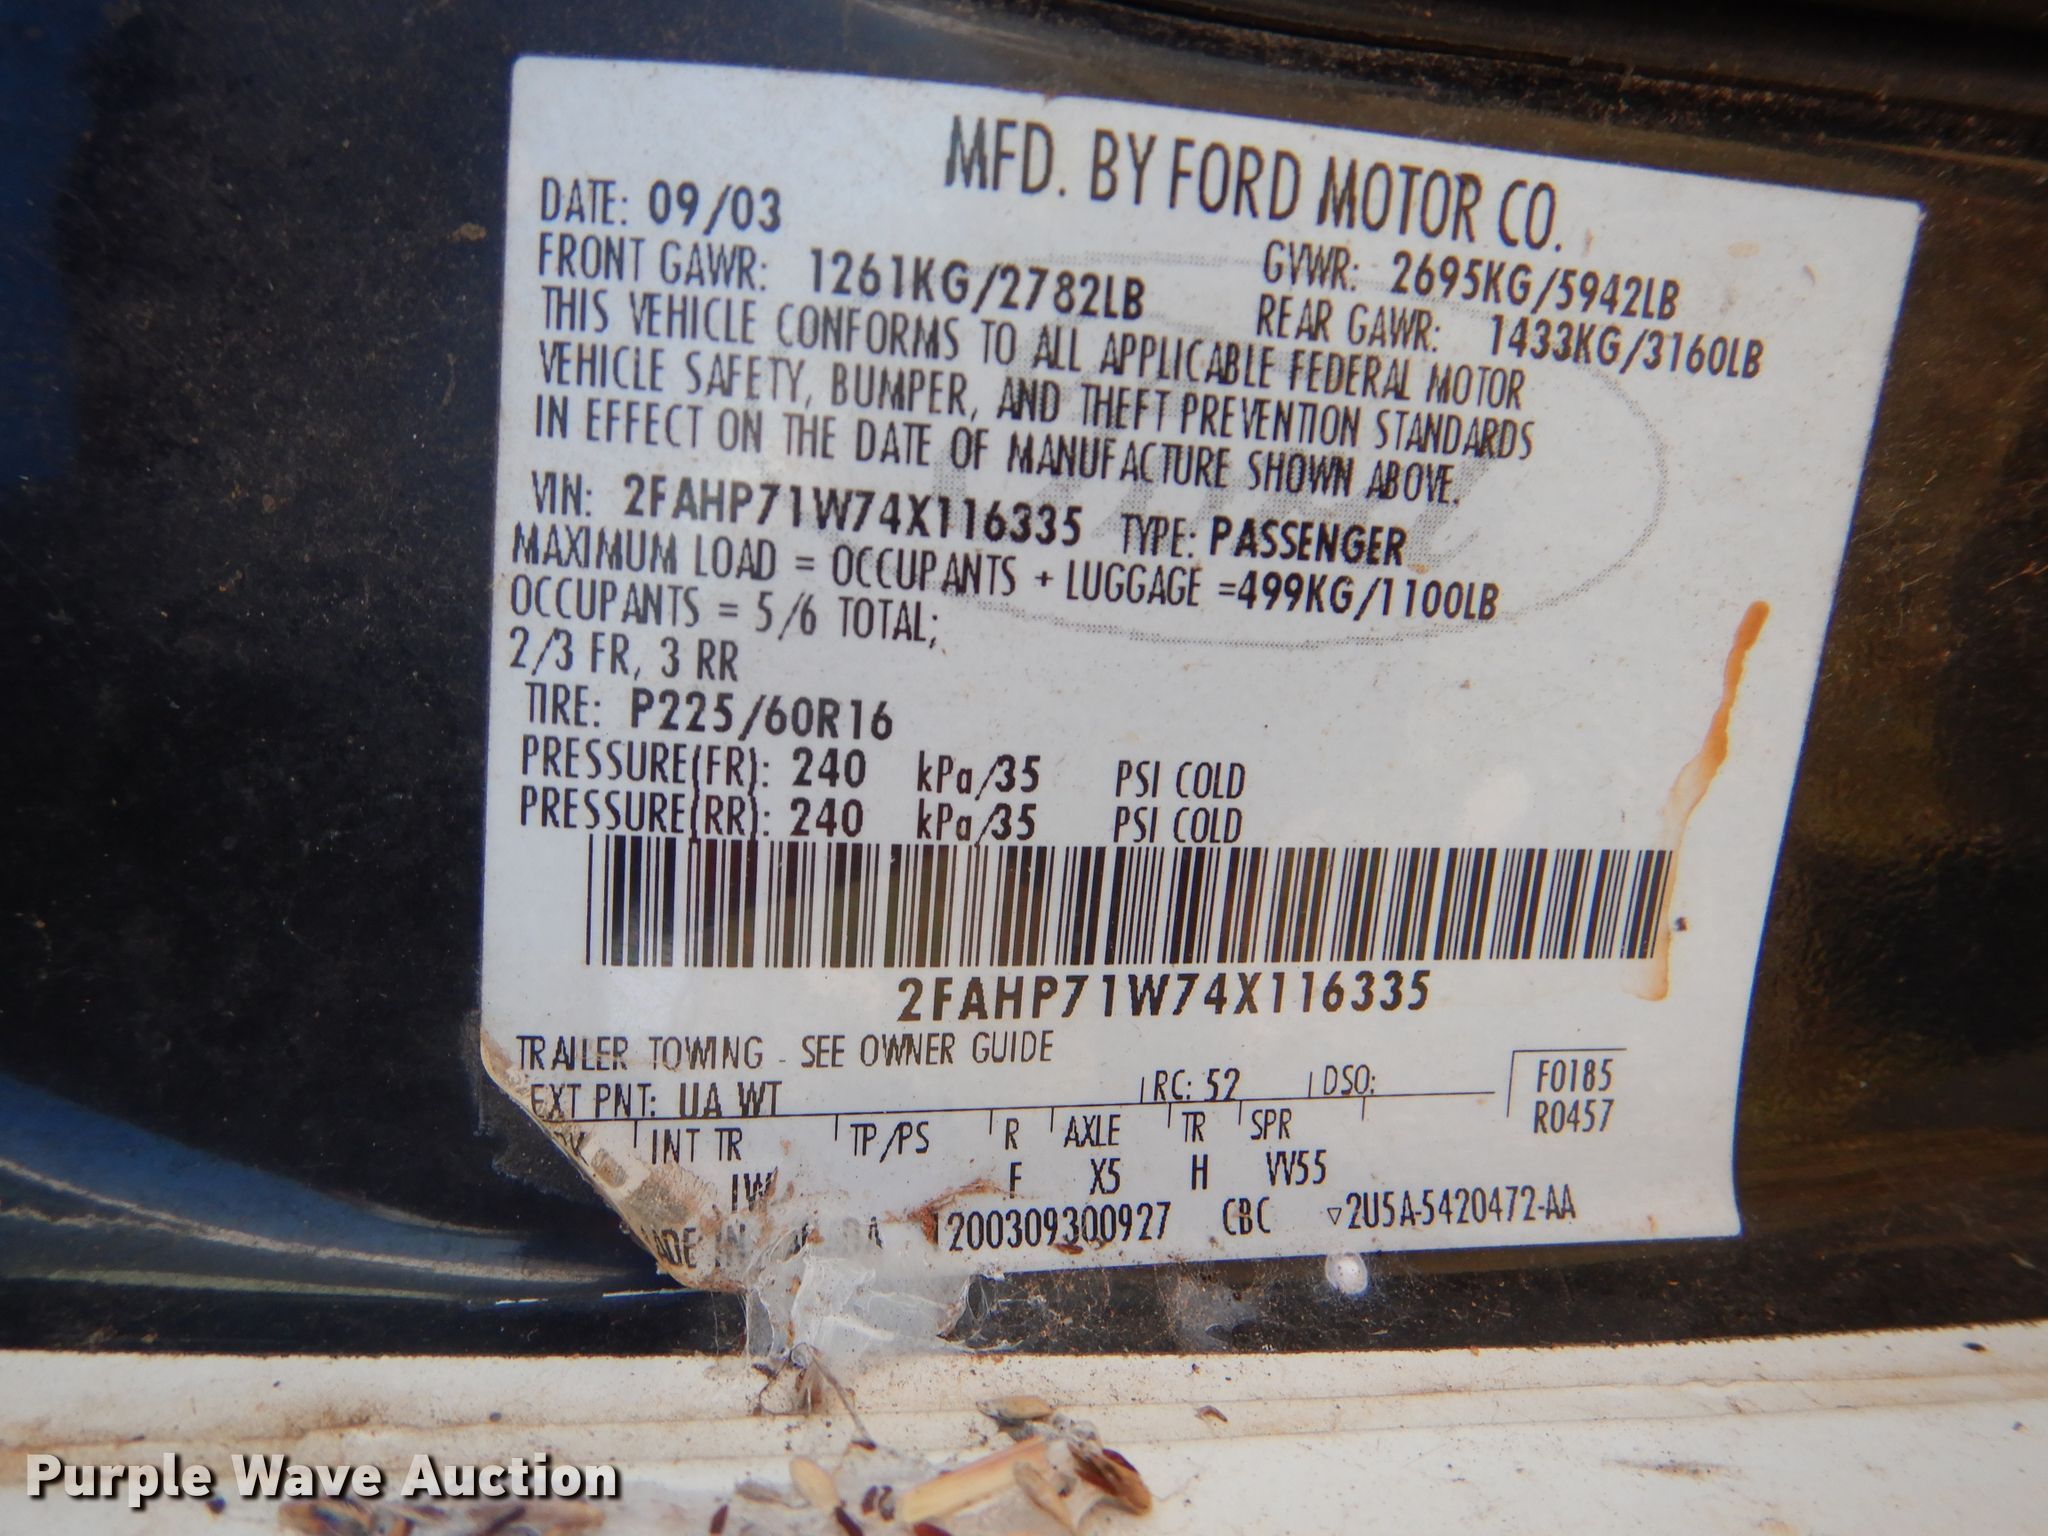 MFD. BY FORD MOTOR CO.
DATE: 09/03 GVWR: 2695KG/5942LB
FRONT GAWR: 1261KG/2782LB REAR GAWR: 1433KG/3160LB
THIS VEHICLE CONFORMS TO ALL APPLICABLE FEDERAL MOTOR
VEHICLE SAFETY, BUMPER, AND THEFT PREVENTION STANDARDS
IN EFFECT ON THE DATE OF MANUFACTURE SHOWN ABOVE.
VIN: 2FAHP71W74X116335 TYPE: PASSENGER
MAXIMUM LOAD = OCCUPANTS + LUGGAGE =499KG/1100LB
OCCUPANTS = 5/6 TOTAL;
2/3 FR, 3 RR
TIRE: P225/60R16
PRESSURE(FR): 240 kPa/35 PSI COLD
PRESSURE(RR): 240 kPa/35 PSI COLD
2FAHP71W74X116335
TRAILER TOWING - SEE OWNER GUIDE
EXT PNT: UA WT RC: 52 DSO: F0185
R0457
INT TR TP/PS R AXLE TR SPR
F X5 H VV55
IN 1200309300927 CBC ▽2U5A-5420472-AA
Purple Wave Auction